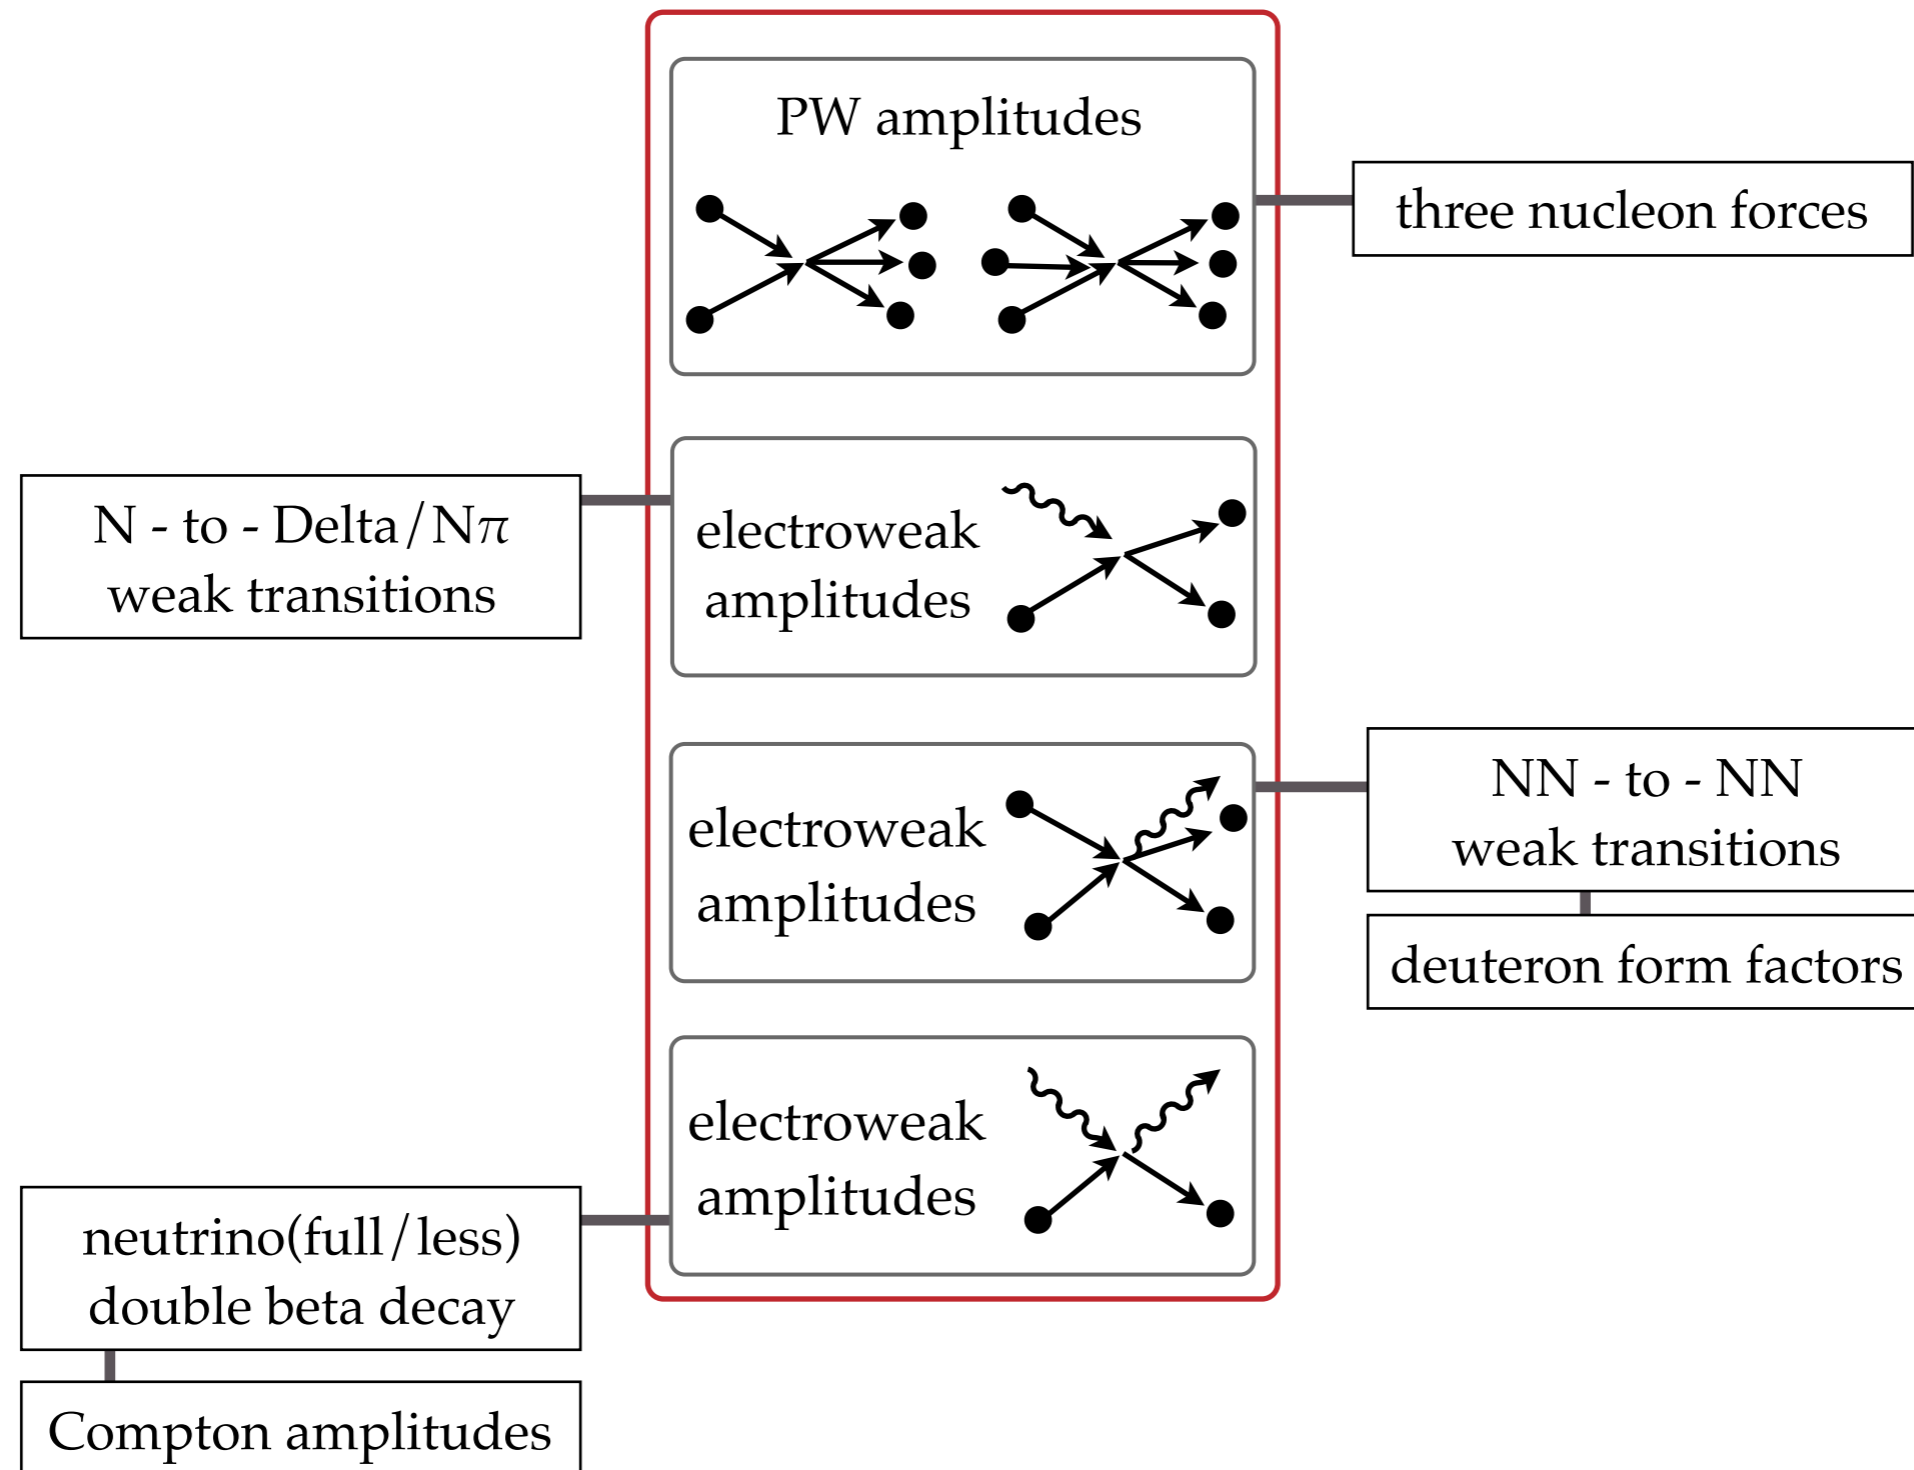 PW amplitudes
three nucleon forces
N - to - Delta/Nπ
weak transitions
electroweak
amplitudes
NN - to - NN
weak transitions
electroweak
amplitudes
deuteron form factors
electroweak
amplitudes
neutrino(full/less)
double beta decay
Compton amplitudes